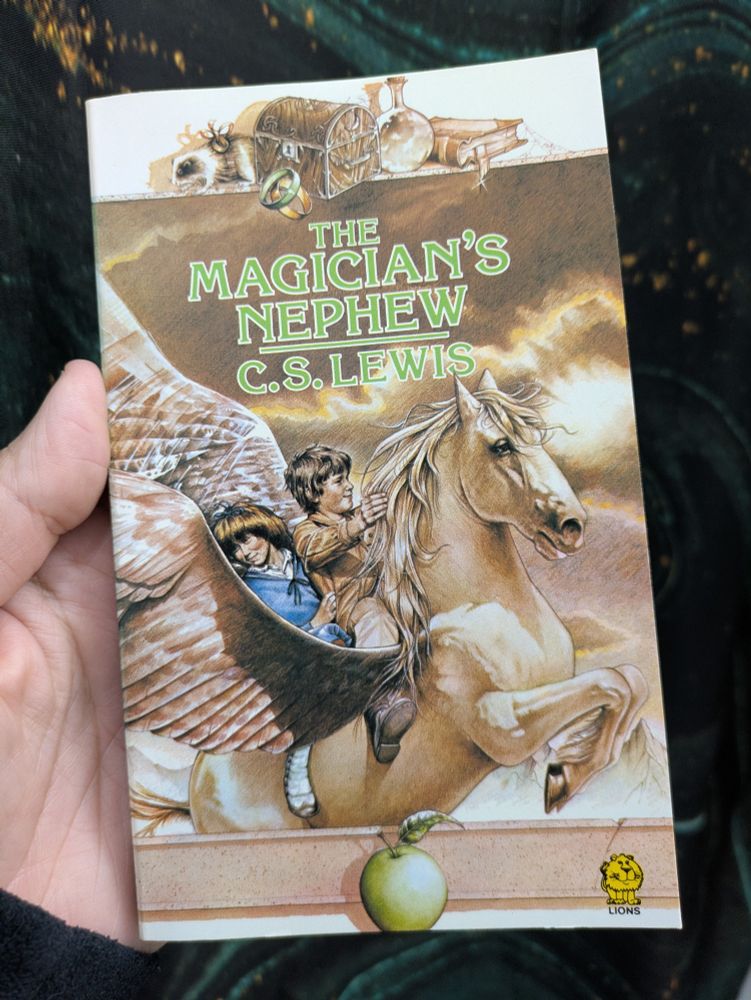 THE
MAGICIAN'S
NEPHEW
C.S. LEWIS
LIONS